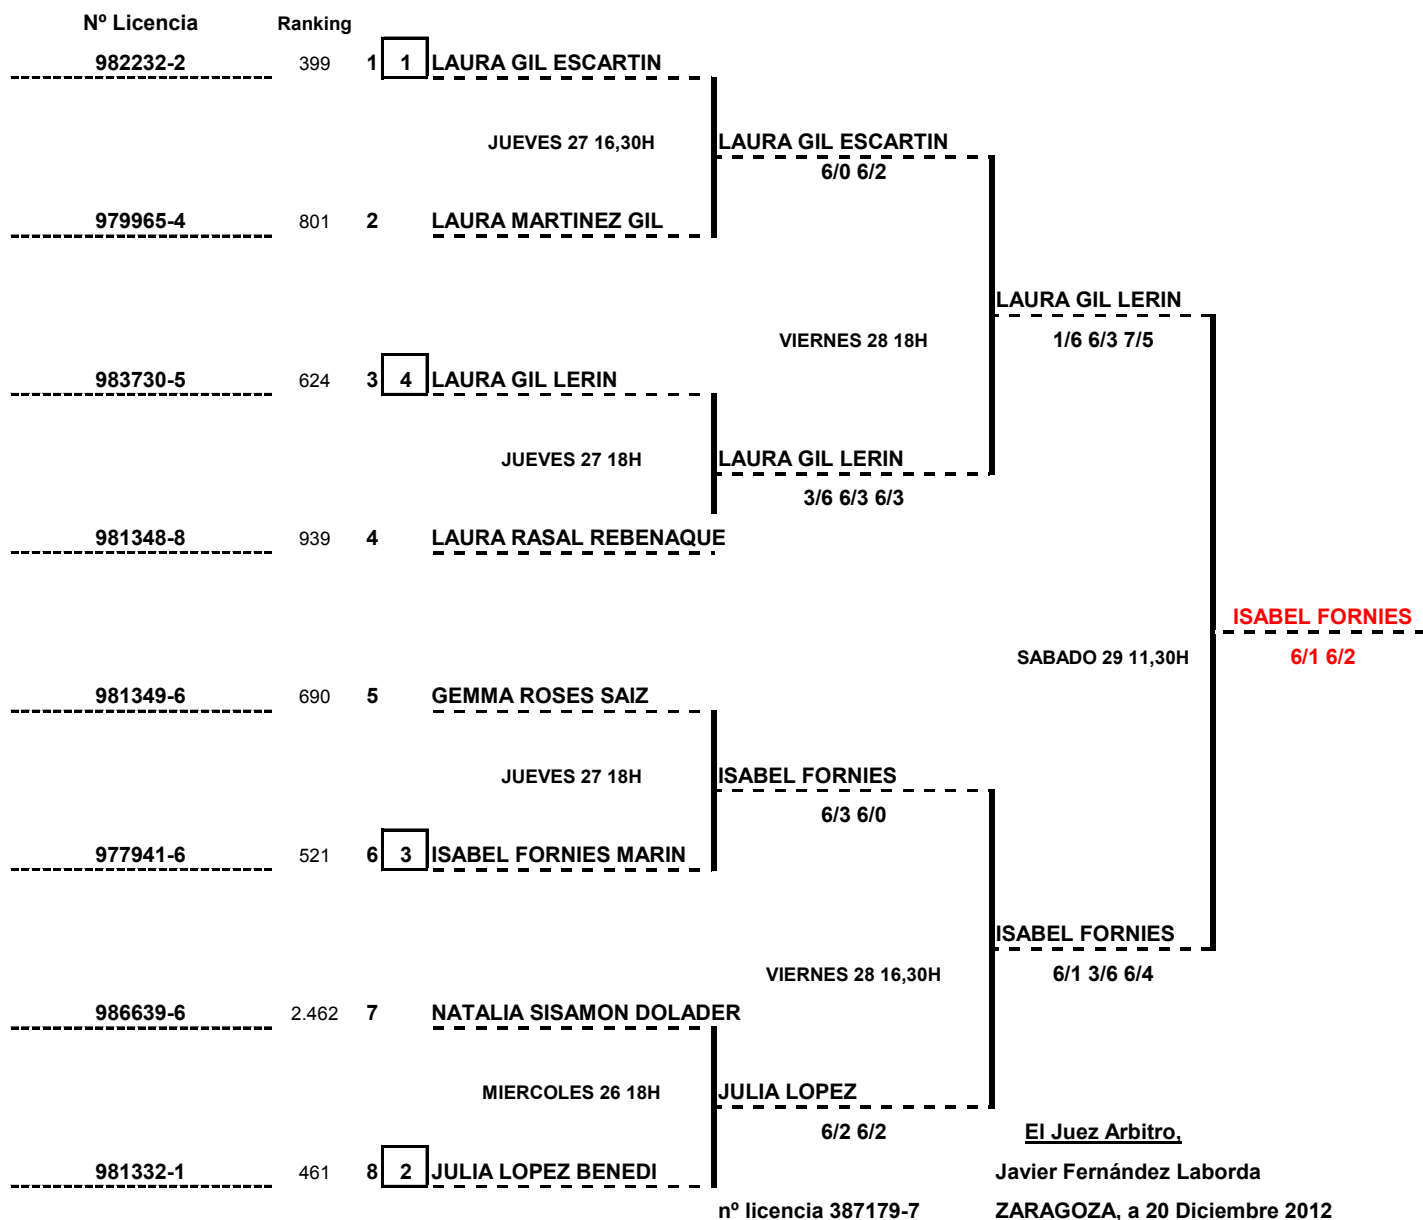 Nº Licencia Ranking
982232-2 399 1 1 LAURA GIL ESCARTIN
JUEVES 27 16,30H LAURA GIL ESCARTIN
6/0 6/2
979965-4 801 2 LAURA MARTINEZ GIL
LAURA GIL LERIN
VIERNES 28 18H 1/6 6/3 7/5
983730-5 624 3 4 LAURA GIL LERIN
JUEVES 27 18H LAURA GIL LERIN
3/6 6/3 6/3
981348-8 939 4 LAURA RASAL REBENAQUE
ISABEL FORNIES
SABADO 29 11,30H 6/1 6/2
981349-6 690 5 GEMMA ROSES SAIZ
JUEVES 27 18H ISABEL FORNIES
6/3 6/0
977941-6 521 6 3 ISABEL FORNIES MARIN
ISABEL FORNIES
VIERNES 28 16,30H 6/1 3/6 6/4
986639-6 2.462 7 NATALIA SISAMON DOLADER
MIERCOLES 26 18H JULIA LOPEZ
6/2 6/2 El Juez Arbitro,
981332-1 461 8 2 JULIA LOPEZ BENEDI Javier Fernández Laborda
nº licencia 387179-7 ZARAGOZA, a 20 Diciembre 2012